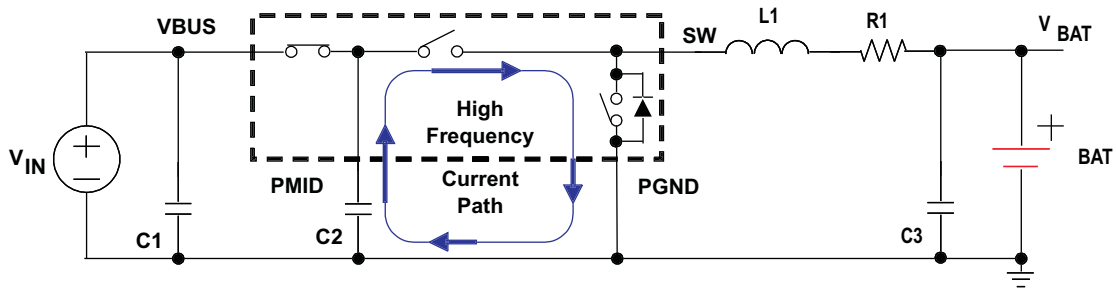 VBUS
SW
L1
R1
V BAT
High
Frequency
Current
Path
PMID
PGND
V IN
+
−
C1
C2
C3
+
BAT